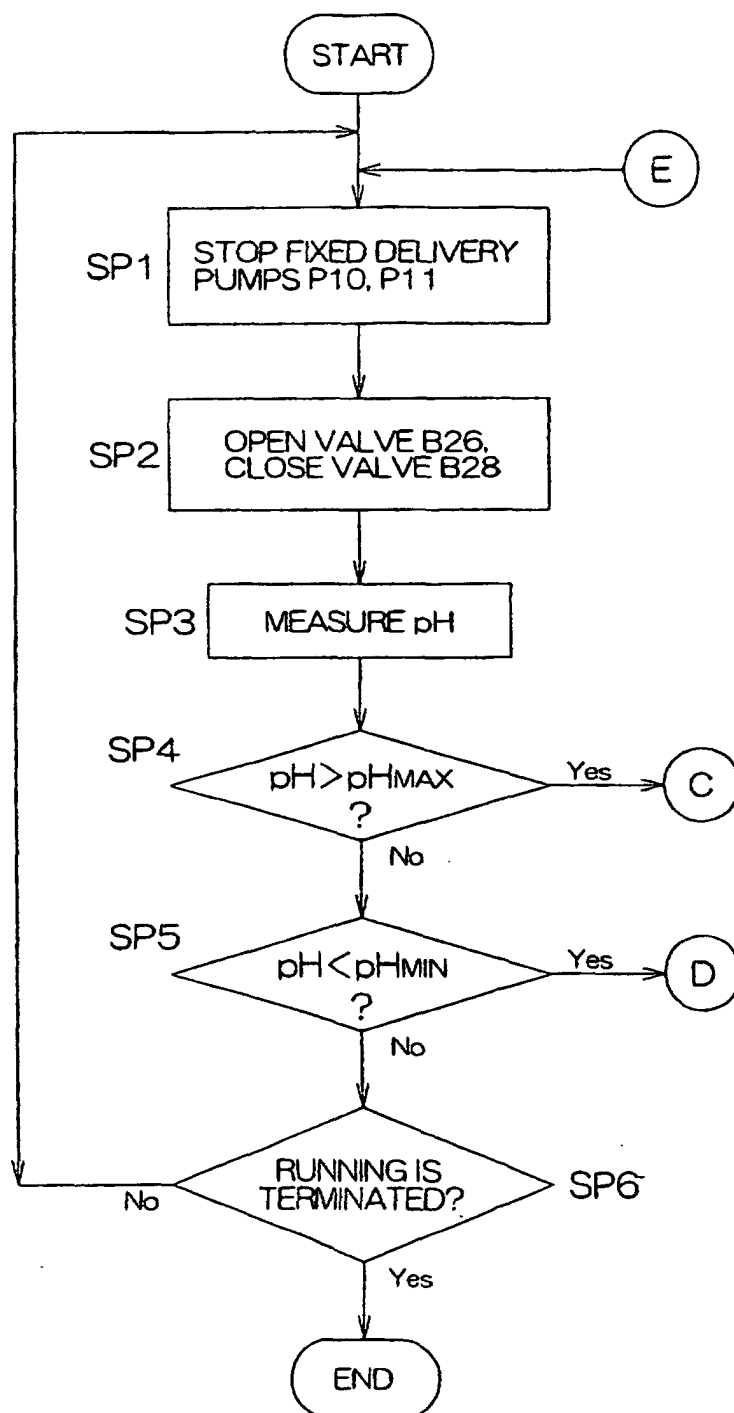 START
E
SP1
STOP FIXED DELIVERY
PUMPS P10, P11
SP2
OPEN VALVE B26,
CLOSE VALVE B28
SP3
MEASURE pH
SP4
pH>pHMAX
?
Yes
C
No
SP5
pH<pHMIN
?
Yes
D
No
RUNNING IS
TERMINATED?
SP6
No
Yes
END